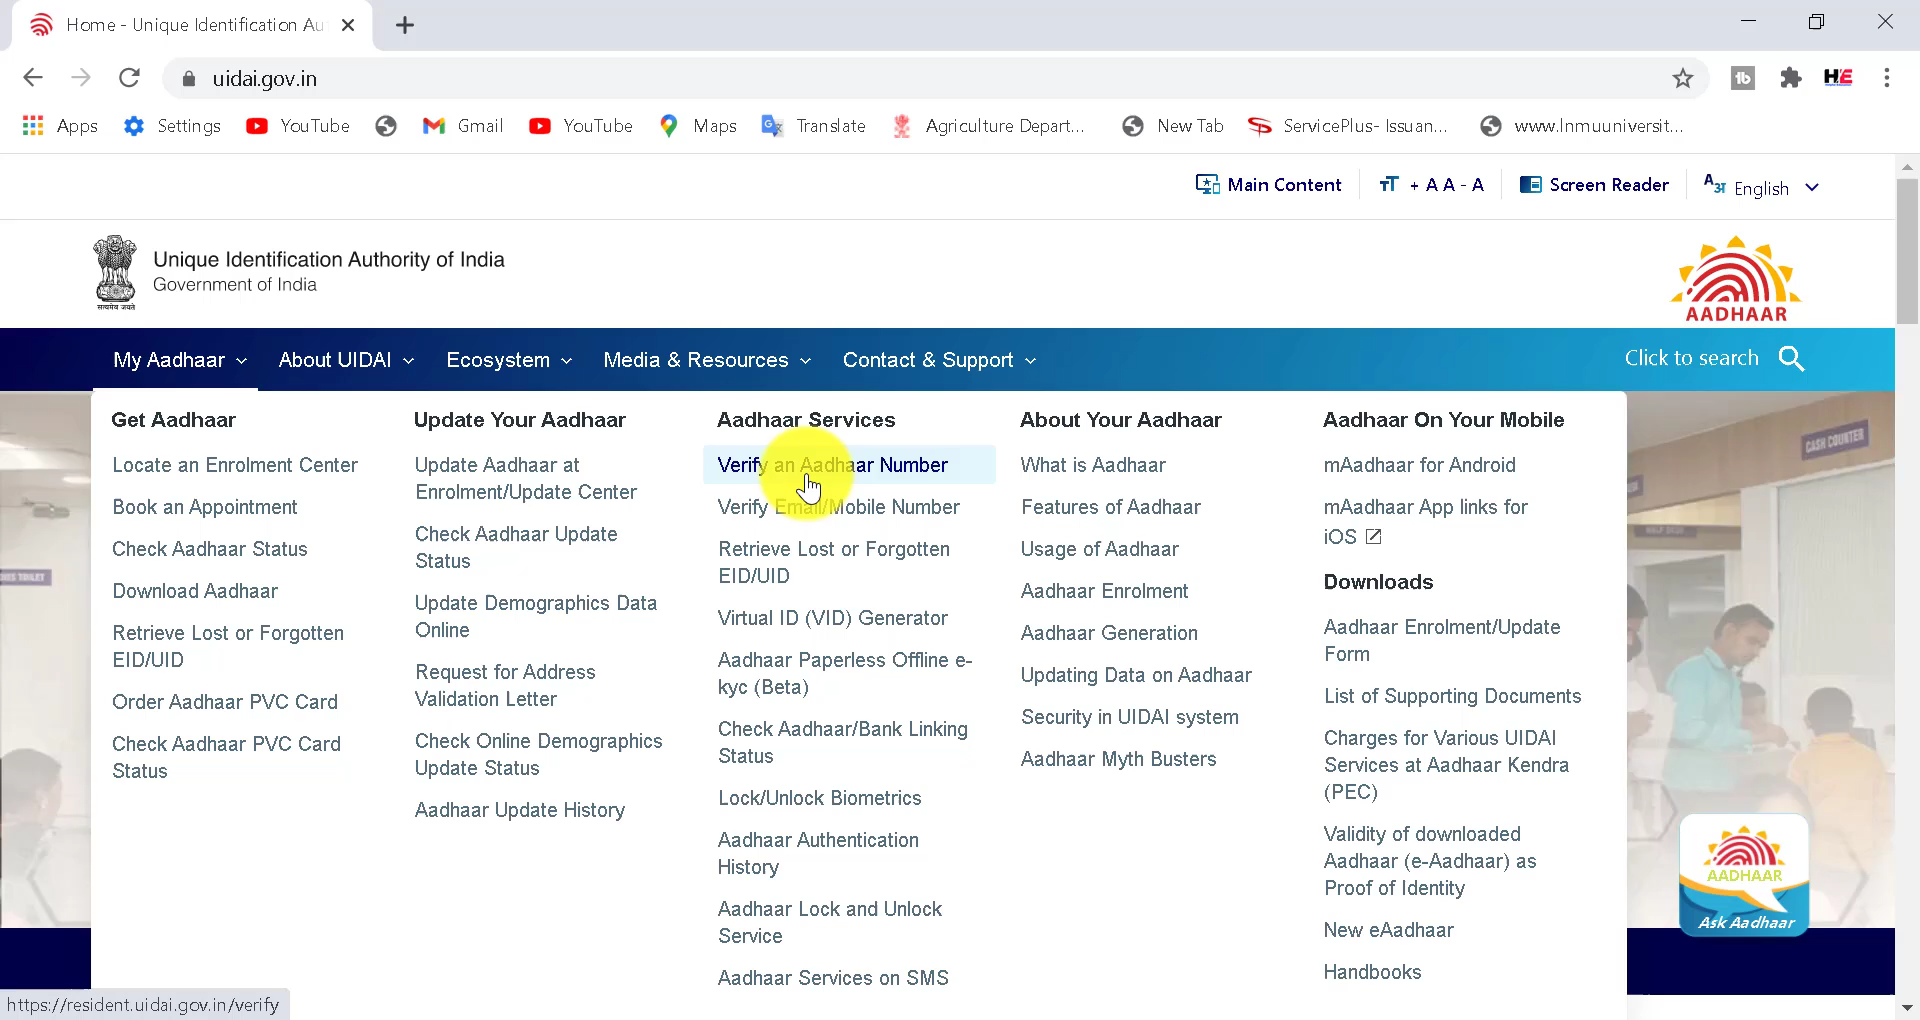 Home - Unique Identification Au
uidai.gov.in
Apps
Settings
YouTube
Gmail
YouTube
Maps
Translate
Agriculture Depart...
New Tab
ServicePlus- Issuan...
www.lnmuuniversit...
Main Content
+ A A - A
Screen Reader
English
Unique Identification Authority of India
Government of India
सत्यमेव जयते
AADHAAR
My Aadhaar
About UIDAI
Ecosystem
Media & Resources
Contact & Support
Click to search
Get Aadhaar
Locate an Enrolment Center
Book an Appointment
Check Aadhaar Status
Download Aadhaar
Retrieve Lost or Forgotten
EID/UID
Order Aadhaar PVC Card
Check Aadhaar PVC Card
Status
Update Your Aadhaar
Update Aadhaar at
Enrolment/Update Center
Check Aadhaar Update
Status
Update Demographics Data
Online
Request for Address
Validation Letter
Check Online Demographics
Update Status
Aadhaar Update History
Aadhaar Services
Verify an Aadhaar Number
Verify Email/Mobile Number
Retrieve Lost or Forgotten
EID/UID
Virtual ID (VID) Generator
Aadhaar Paperless Offline e-
kyc (Beta)
Check Aadhaar/Bank Linking
Status
Lock/Unlock Biometrics
Aadhaar Authentication
History
Aadhaar Lock and Unlock
Service
Aadhaar Services on SMS
About Your Aadhaar
What is Aadhaar
Features of Aadhaar
Usage of Aadhaar
Aadhaar Enrolment
Aadhaar Generation
Updating Data on Aadhaar
Security in UIDAI system
Aadhaar Myth Busters
Aadhaar On Your Mobile
mAadhaar for Android
mAadhaar App links for
iOS
Downloads
Aadhaar Enrolment/Update
Form
List of Supporting Documents
Charges for Various UIDAI
Services at Aadhaar Kendra
(PEC)
Validity of downloaded
Aadhaar (e-Aadhaar) as
Proof of Identity
New eAadhaar
Handbooks
CASH COUNTER
HELP DESK
TOILET
AADHAAR
Ask Aadhaar
https://resident.uidai.gov.in/verify